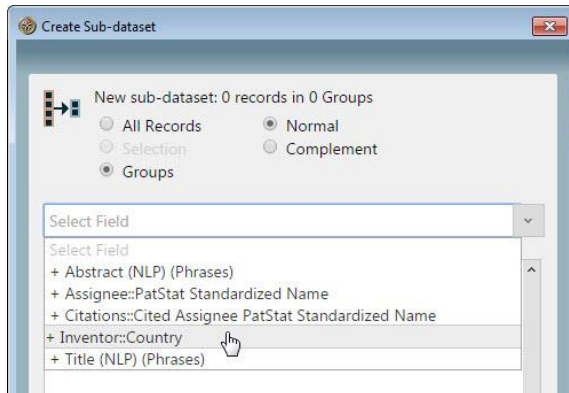 Create Sub-dataset
New sub-dataset: 0 records in 0 Groups
All Records
Normal
Selection
Complement
Groups
Select Field
Select Field
+ Abstract (NLP) (Phrases)
+ Assignee::PatStat Standardized Name
+ Citations::Cited Assignee PatStat Standardized Name
+ Inventor::Country
+ Title (NLP) (Phrases)